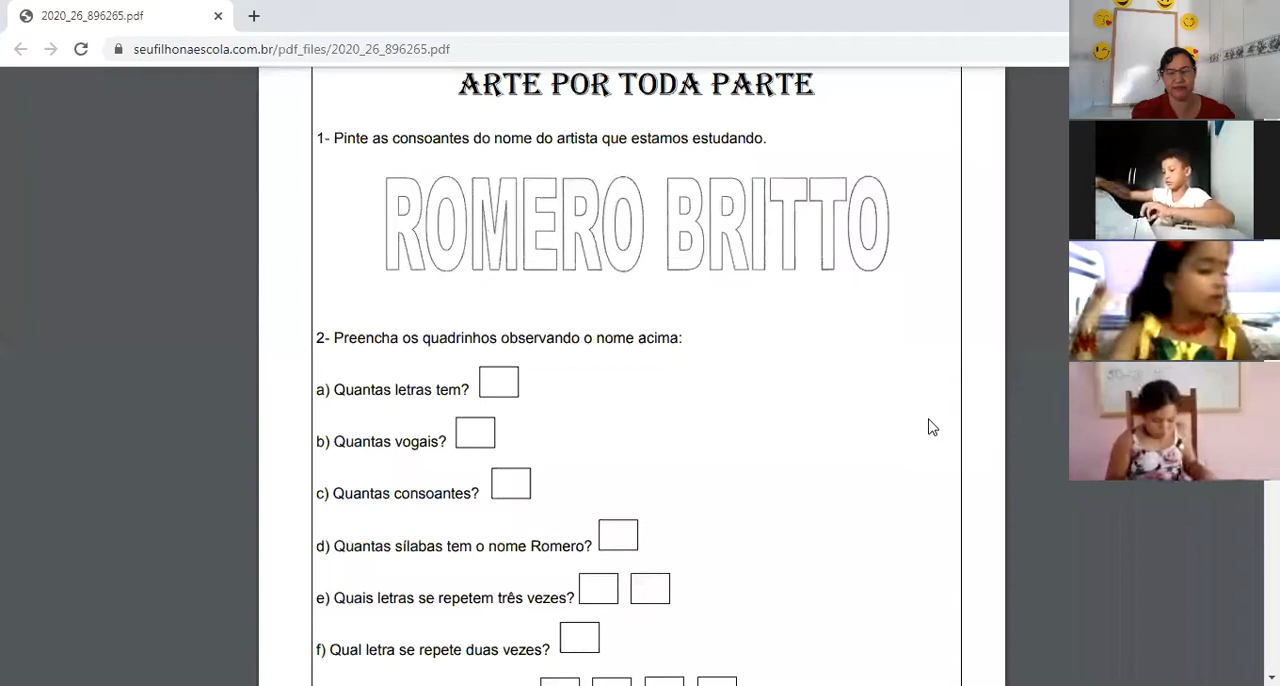 2020_26_896265.pdf
seufilhonaescola.com.br/pdf_files/2020_26_896265.pdf
ARTE POR TODA PARTE
1- Pinte as consoantes do nome do artista que estamos estudando.
ROMERO BRITTO
2- Preencha os quadrinhos observando o nome acima:
a) Quantas letras tem?
b) Quantas vogais?
c) Quantas consoantes?
d) Quantas sílabas tem o nome Romero?
e) Quais letras se repetem três vezes?
f) Qual letra se repete duas vezes?